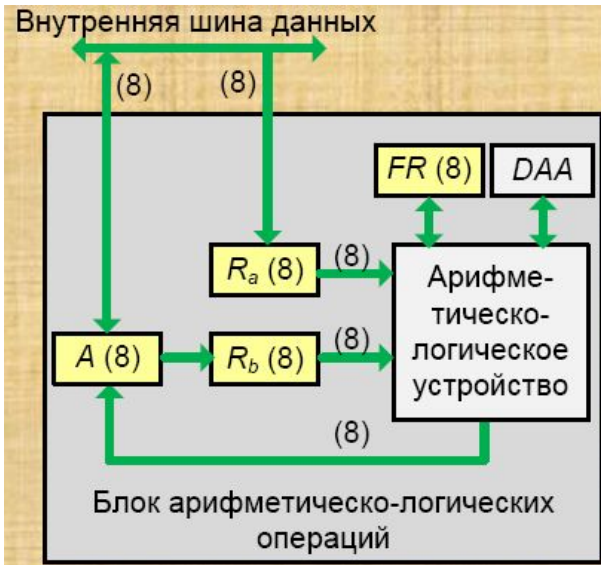 Внутренняя шина данных
(8)
(8)
FR (8)
DAA
Ra (8)
(8)
Арифме-
тическо-
логическое
устройство
A (8)
Rb (8)
(8)
(8)
Блок арифметическо-логических
операций